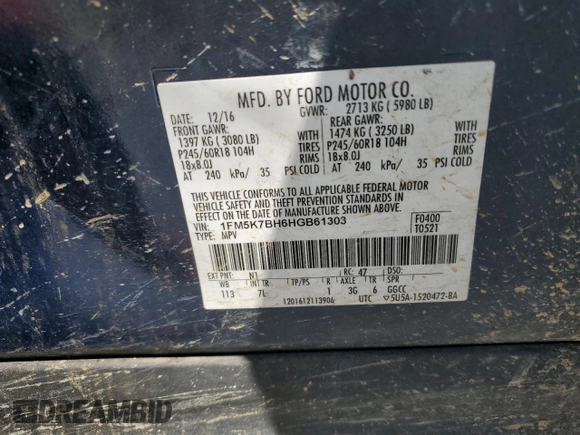 MFD. BY FORD MOTOR CO.
DATE: 12/16 GVWR: 2713 KG ( 5980 LB)
FRONT GAWR: REAR GAWR:
1397 KG ( 3080 LB) WITH 1474 KG ( 3250 LB) WITH
P245/60R18 104H TIRES P245/60R18 104H TIRES
18x8.0J RIMS 18x8.0J RIMS
AT 240 kPa/ 35 PSI COLD AT 240 kPa/ 35 PSI COLD
THIS VEHICLE CONFORMS TO ALL APPLICABLE FEDERAL MOTOR
VEHICLE SAFETY AND THEFT PREVENTION STANDARDS IN
EFFECT ON THE DATE OF MANUFACTURE SHOWN ABOVE.
VIN: 1FM5K7BH6HGB61303 F0400
TYPE: MPV T0521
EXT PNT: N1 RC: 47 DSO:
WB INT TR TP/PS R AXLE TR SPR
113 7L 1 3G 6 GGCC
1201612113906 UTC 5U5A-1520472-BA
DREAMBID